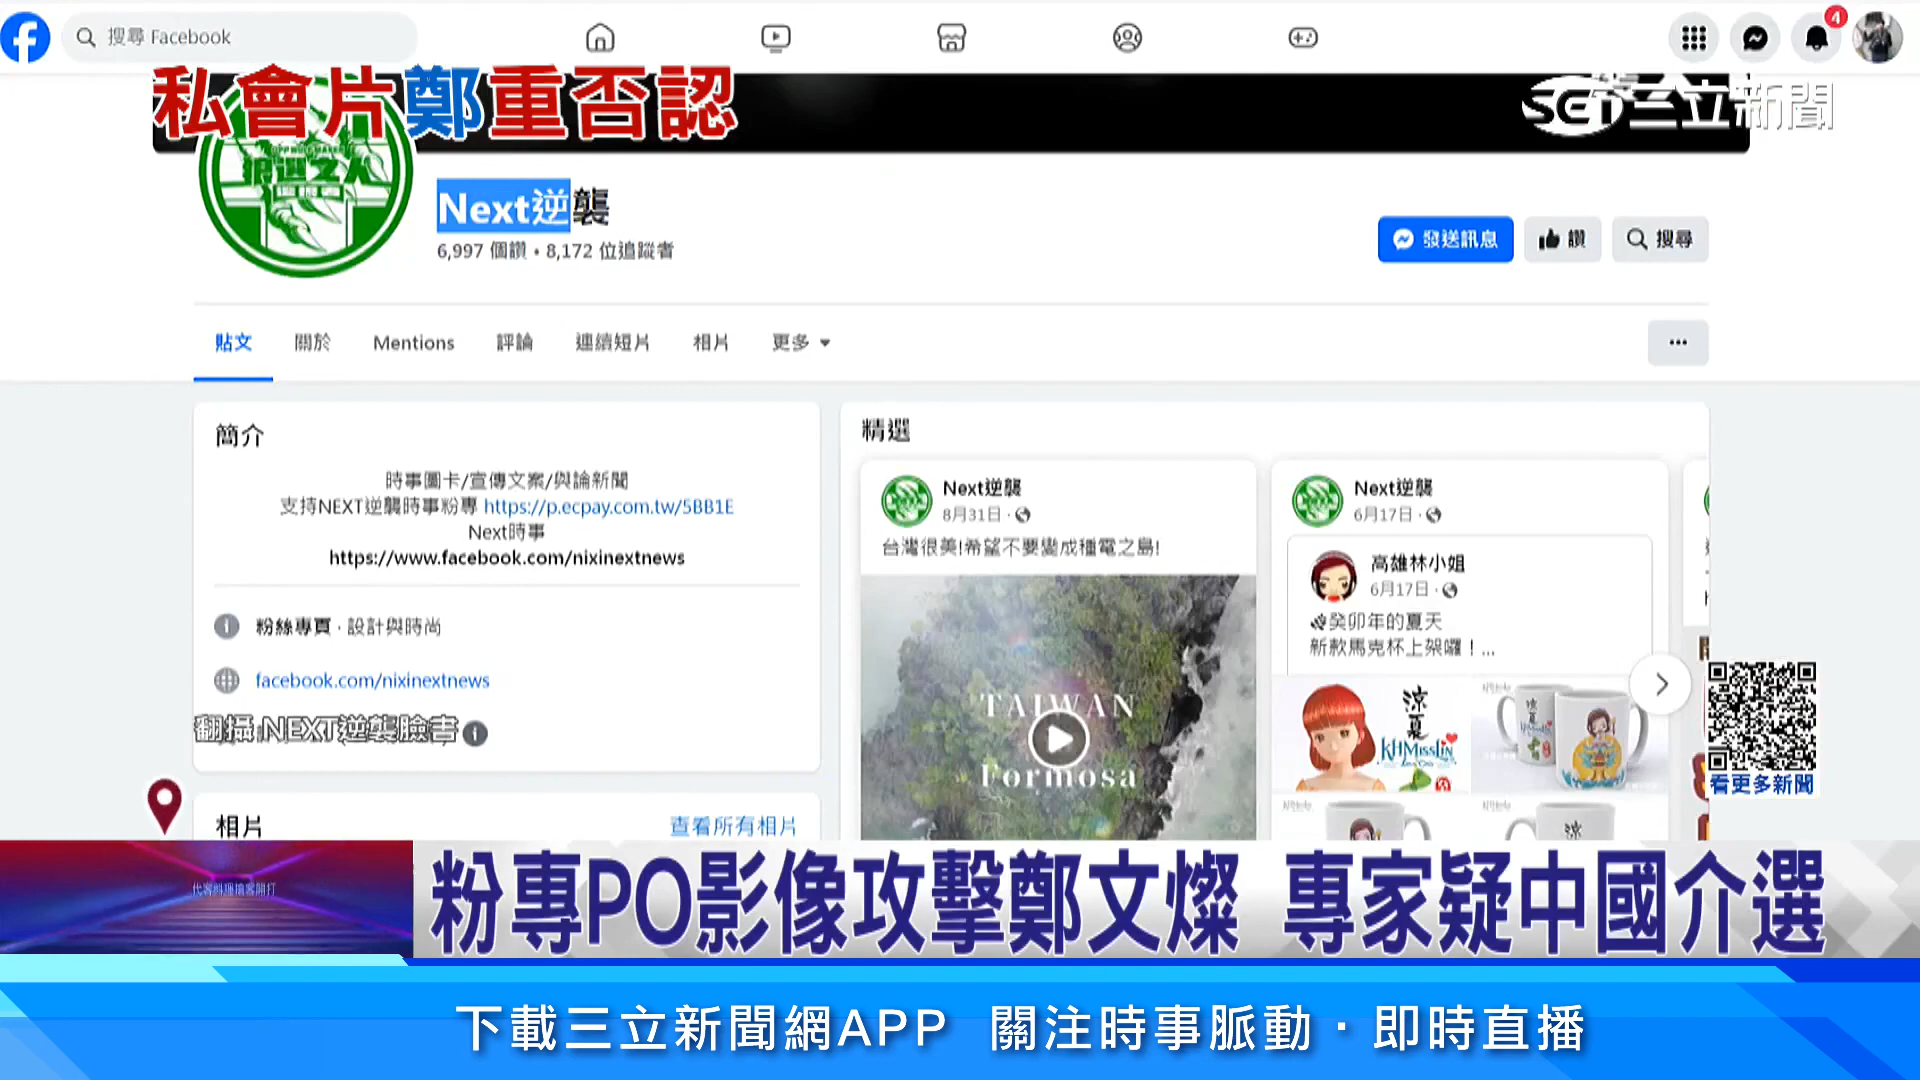 搜尋 Facebook
4
私會片鄭重否認
SET三立新聞
報選之人
Next逆襲
6,997 個讚 • 8,172 位追蹤者
發送訊息
讚
搜尋
貼文 關於 Mentions 評論 連續短片 相片 更多
簡介
時事圖卡/宣傳文案/與論新聞
支持NEXT逆襲時事粉專 https://p.ecpay.com.tw/5BB1E
Next時事
https://www.facebook.com/nixinextnews
粉絲專頁 · 設計與時尚
facebook.com/nixinextnews
翻攝 NEXT逆襲臉書
相片
查看所有相片
精選
Next逆襲
8月31日
台灣很美!希望不要變成種電之島!
TAIWAN
Formosa
Next逆襲
6月17日
高雄林小姐
6月17日
癸卯年的夏天
新款馬克杯上架囉！...
涼夏
KHMissLin
看更多新聞
粉專PO影像攻擊鄭文燦 專家疑中國介選
下載三立新聞網APP 關注時事脈動・即時直播